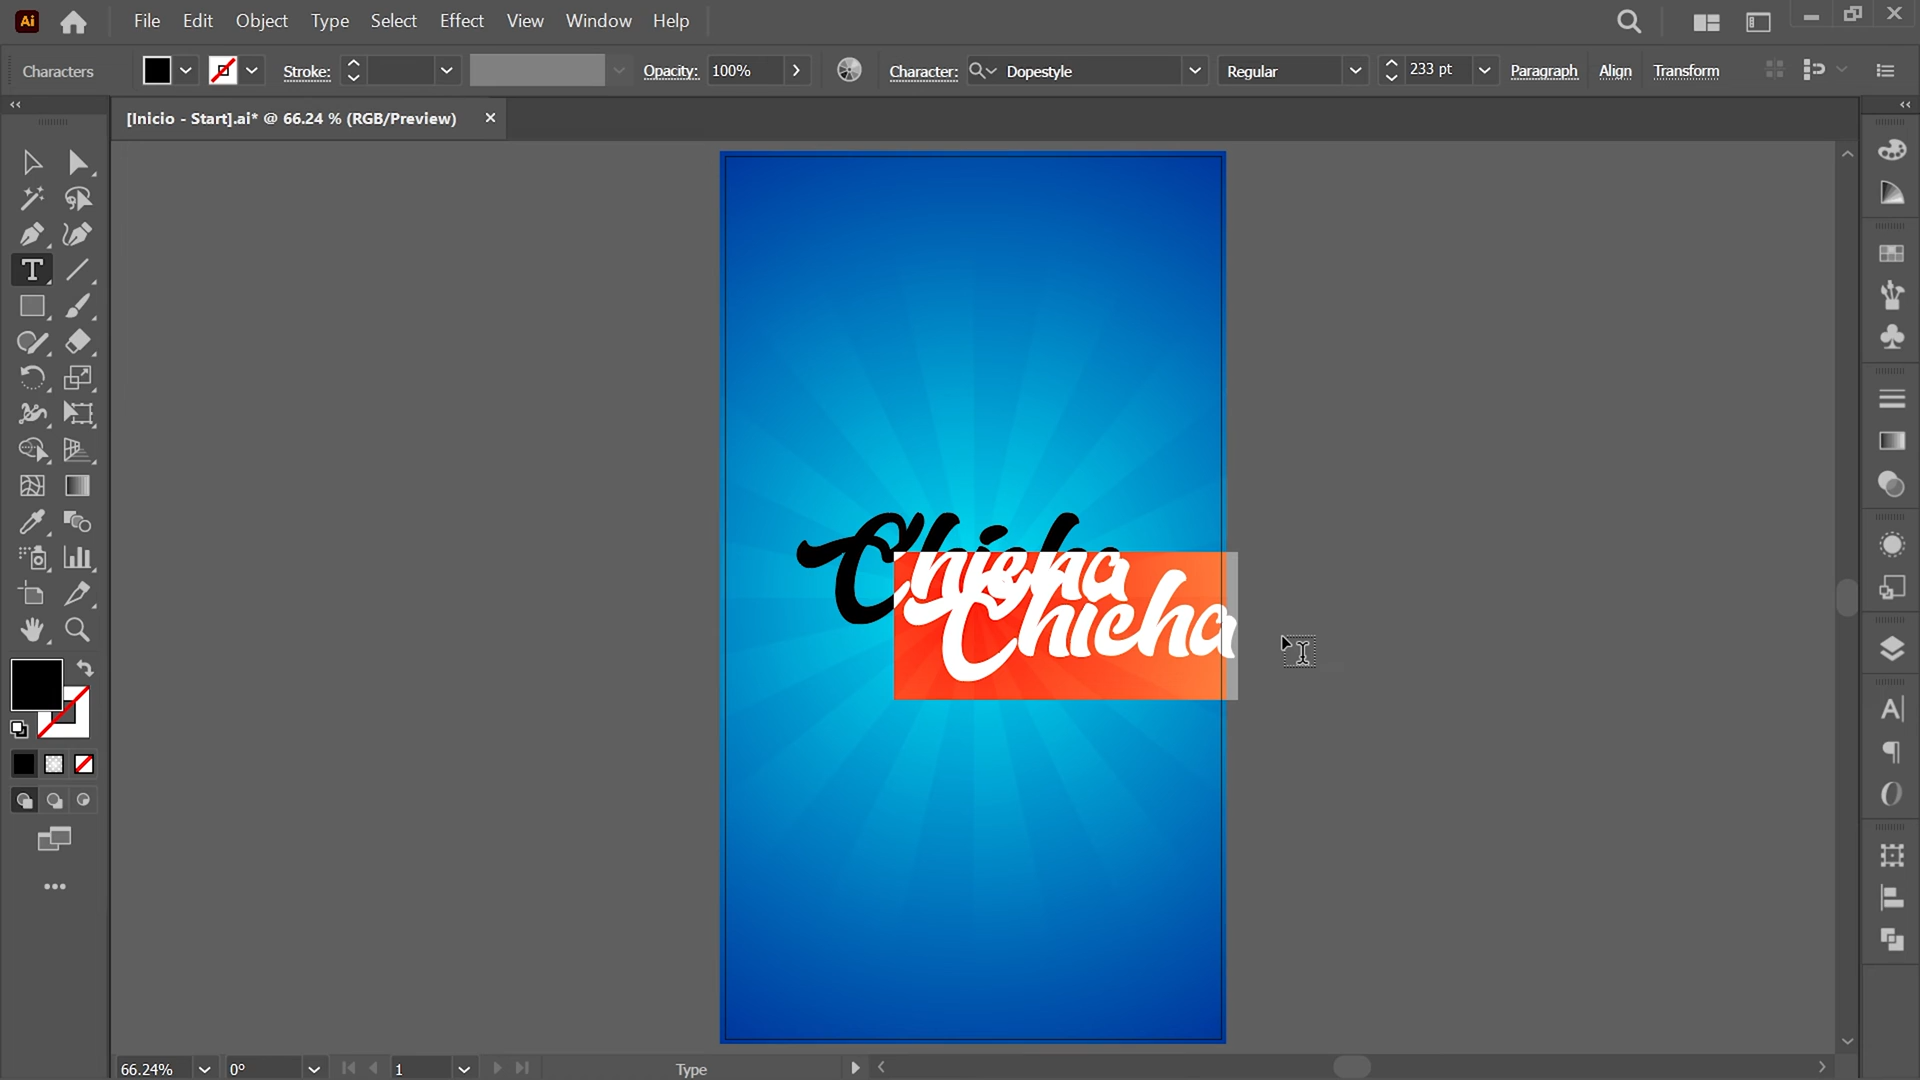 Ai File Edit Object Type Select Effect View Window Help
Characters Stroke: Opacity: 100% Character: Dopestyle Regular 233 pt Paragraph Align Transform
[Inicio - Start].ai* @ 66.24 % (RGB/Preview)
Chicha
Chicha
66.24% 0° 1 Type